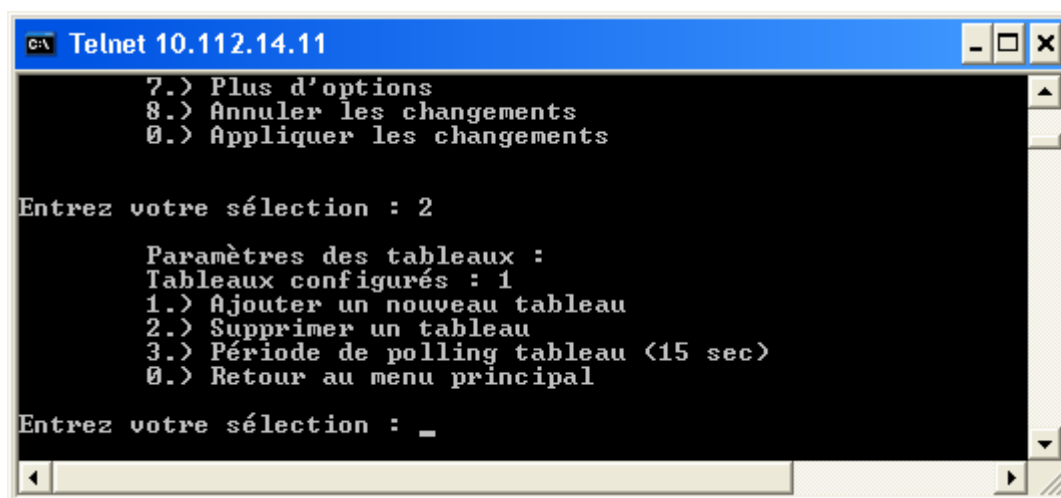 Telnet 10.112.14.11
7.) Plus d'options
8.) Annuler les changements
0.) Appliquer les changements
Entrez votre sélection : 2
Paramètres des tableaux :
Tableaux configurés : 1
1.) Ajouter un nouveau tableau
2.) Supprimer un tableau
3.) Période de polling tableau (15 sec)
0.) Retour au menu principal
Entrez votre sélection : _